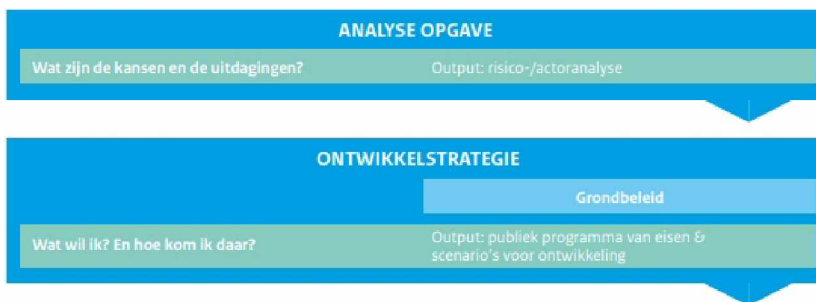 ANALYSE OPGAVE
Wat zijn de kansen en de uitdagingen?
Output: risico-/actoranalyse
ONTWIKKELSTRATEGIE
Grondbeleid
Wat wil ik? En hoe kom ik daar?
Output: publiek programma van eisen &
scenario's voor ontwikkeling